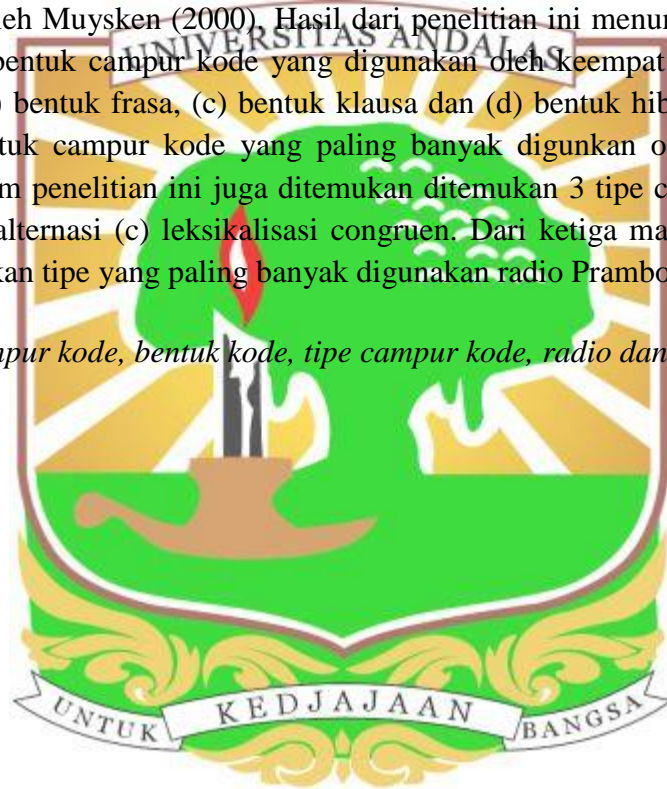 leh Muysken (2000). Hasil dari penelitian ini menun
UNIVERSITAS ANDALAS
bentuk campur kode yang digunakan oleh keempat
) bentuk frasa, (c) bentuk klausa dan (d) bentuk hib
tuk campur kode yang paling banyak digunkan o
m penelitian ini juga ditemukan ditemukan 3 tipe c
alternasi (c) leksikalisasi congruen. Dari ketiga ma
kan tipe yang paling banyak digunakan radio Prambo
mpur kode, bentuk kode, tipe campur kode, radio dan
UNTUK KEDJAJAAN BANGSA